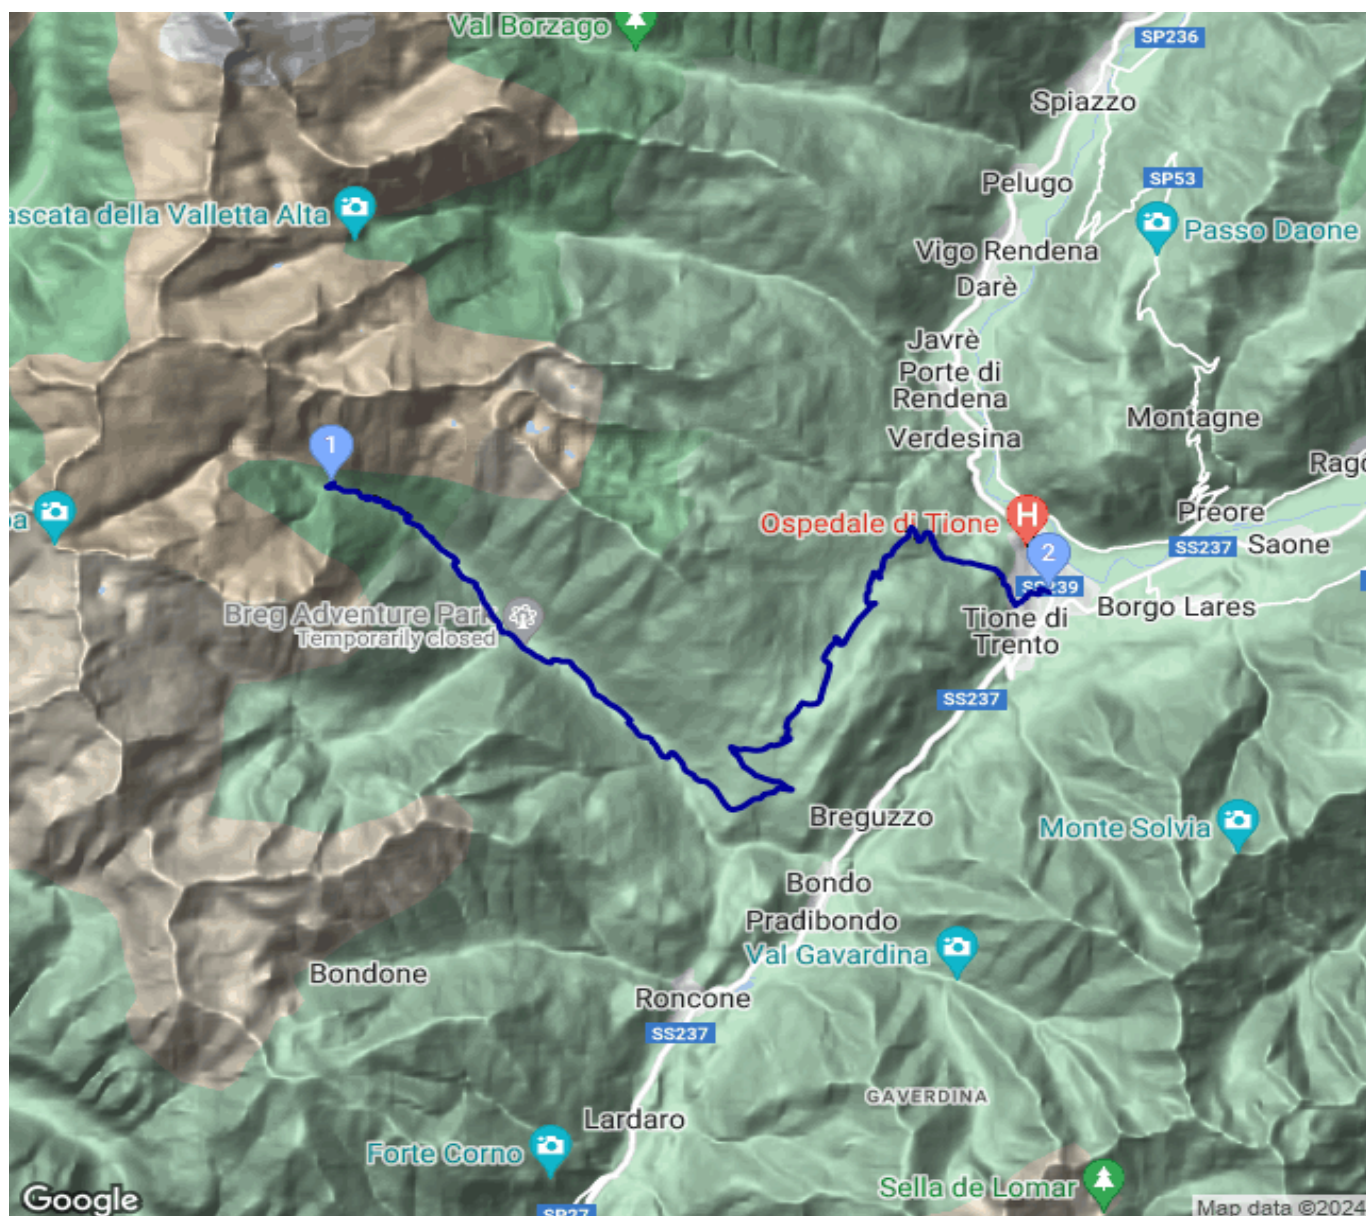 Val Borzago
SP236
Spiazzo
Pelugo
SP53
ascata della Valletta Alta
Passo Daone
Vigo Rendena
Darè
Javrè
Porte di
Rendena
Montagne
Verdesina
1
Ragò
Preore
Ospedale di Tione
H
SS237
Saone
2
SP239
Borgo Lares
Tione di
Trento
Breg Adventure Park
Temporarily closed
SS237
Breguzzo
Monte Solvia
Bondo
Pradibondo
Val Gavardina
Bondone
Roncone
SS237
GAVERDINA
Lardaro
Forte Corno
Sella de Lomar
SP27
Google
Map data ©2024